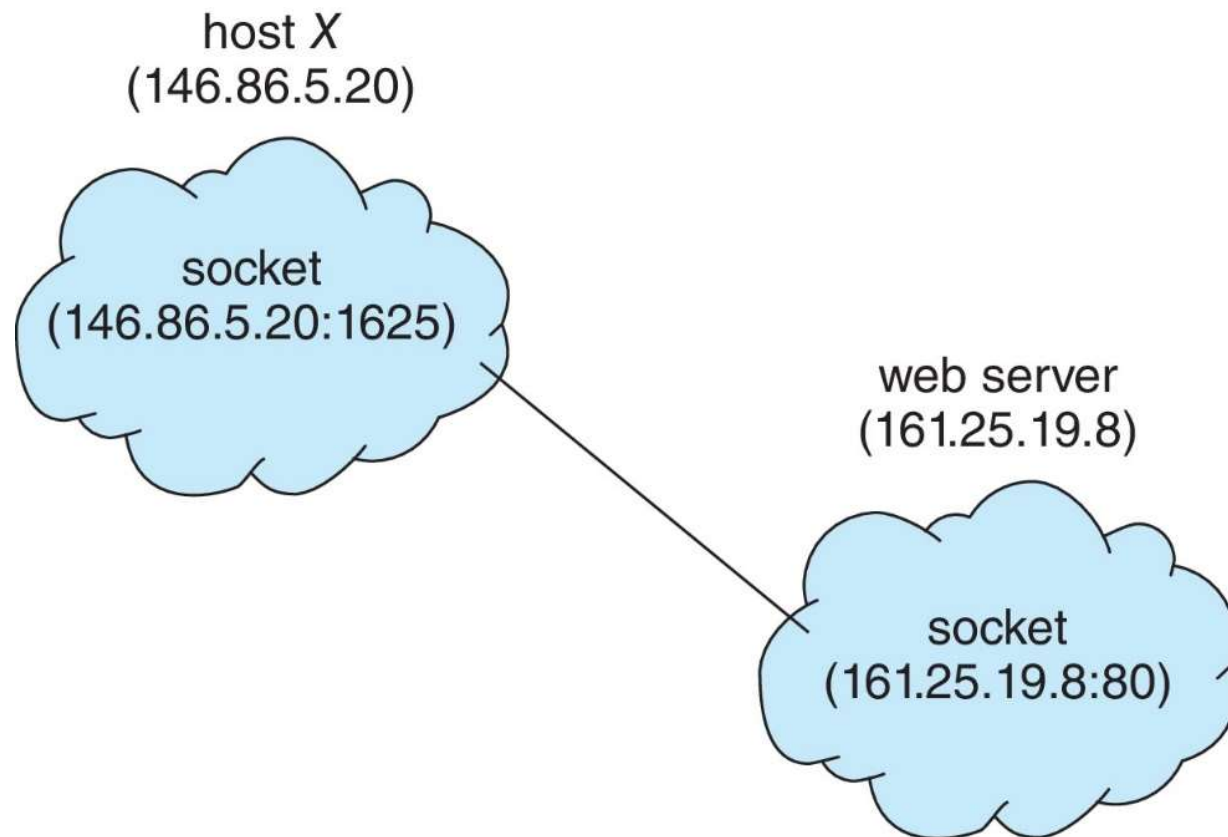 host X
(146.86.5.20)
socket
(146.86.5.20:1625)
web server
(161.25.19.8)
socket
(161.25.19.8:80)